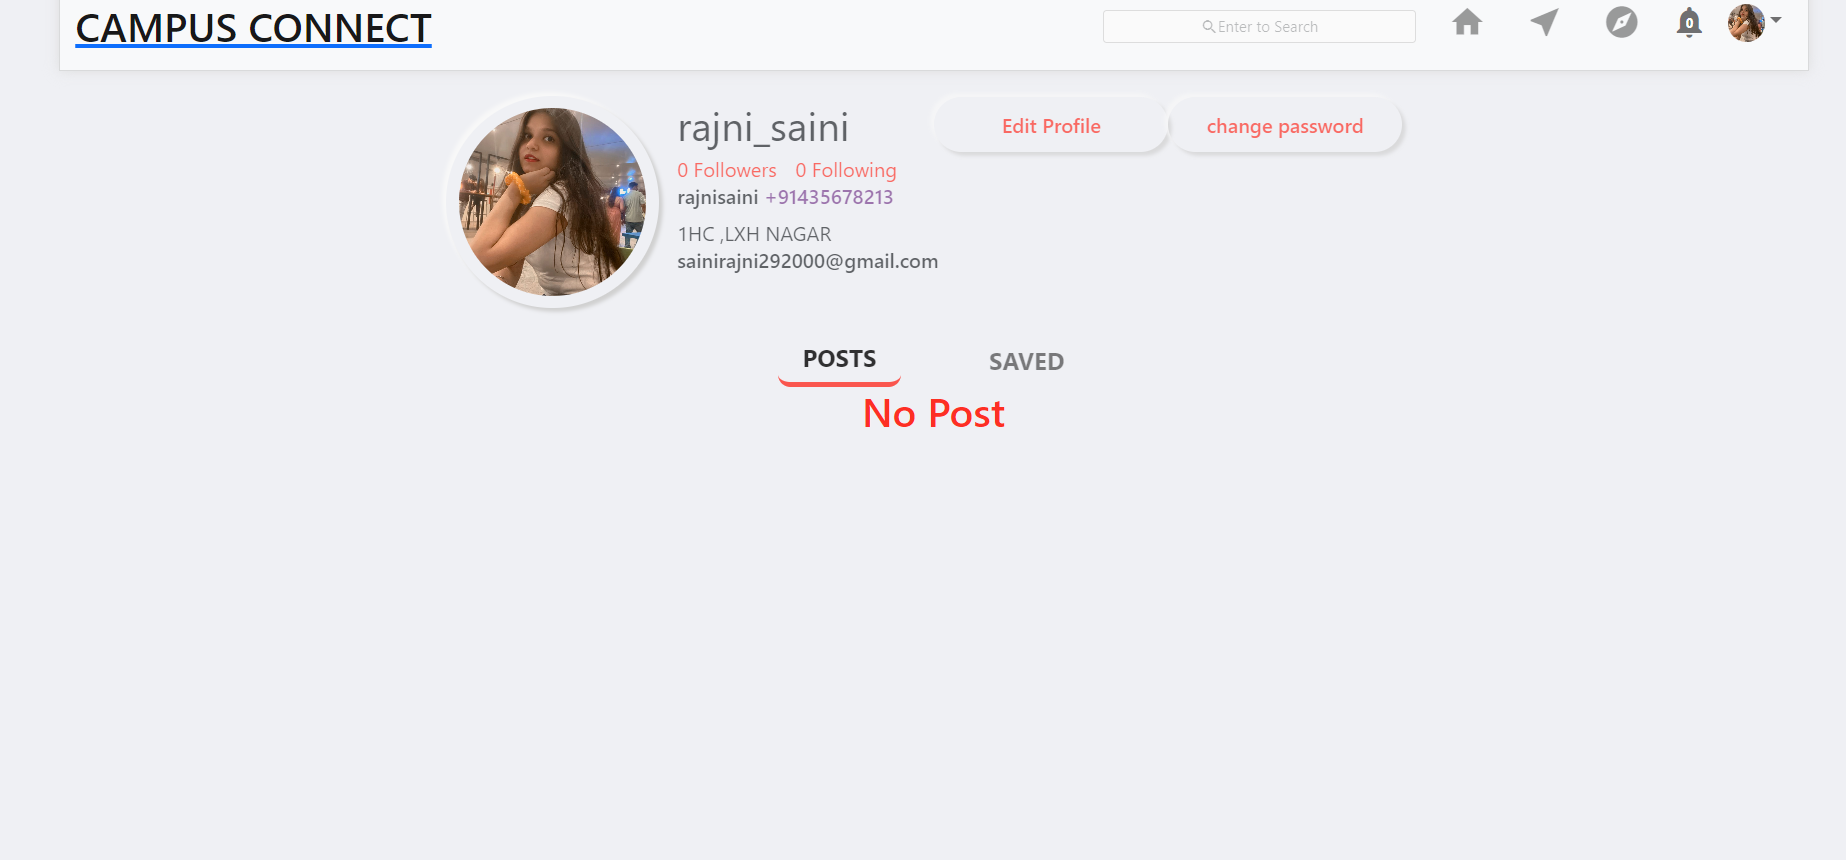 CAMPUS CONNECT
Enter to Search
0
rajni_saini
Edit Profile
change password
0 Followers 0 Following
rajnisaini +91435678213
1HC ,LXH NAGAR
sainirajni292000@gmail.com
POSTS
SAVED
No Post